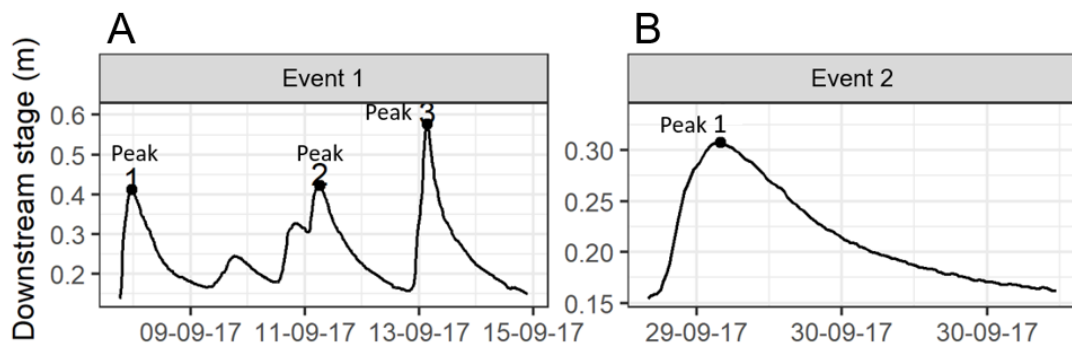 A
B
Event 1
Event 2
Downstream stage (m)
0.6
0.5
0.4
0.3
0.2
Peak
1
Peak
2
Peak 3
09-09-17
11-09-17
13-09-17
15-09-17
Peak 1
0.30
0.25
0.20
0.15
29-09-17
30-09-17
30-09-17